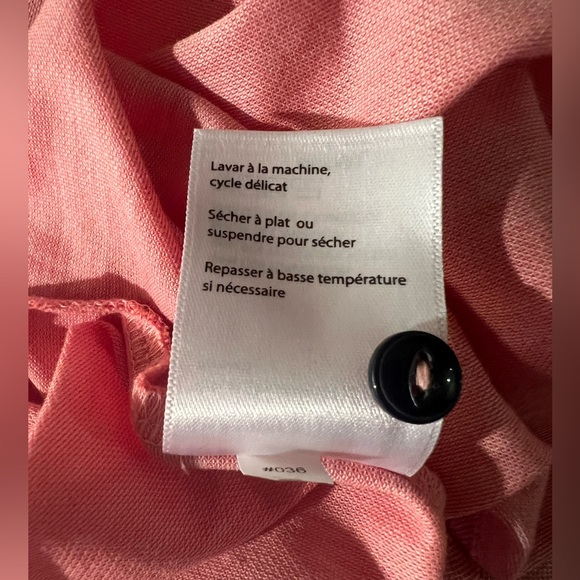 Lavar à la machine,
cycle délicat
Sécher à plat ou
suspendre pour sécher
Repasser à basse température
si nécessaire
#036